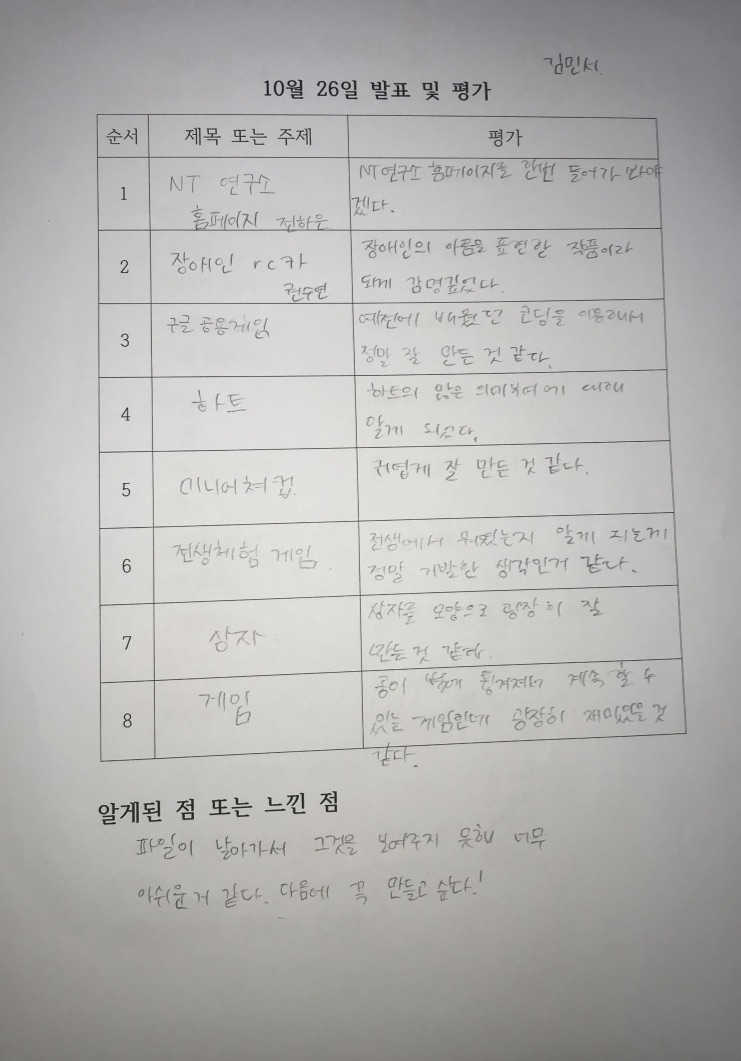 김민서
10월 26일 발표 및 평가
순서 제목 또는 주제 평가
1 NT 연구소 홈페이지 전하은
NT연구소 홈페이지를 한번 들어가 봐야
겠다.
2 장애인 rc카 권수연
장애인의 아픔을 표현한 작품이라
되게 감명깊었다.
3 구글 공용게임
예전에 배웠던 코딩을 이용해서
정말 잘 만든 것 같다.
4 하트
하트의 많은 의미부여에 대해
알게 되었다.
5 미니어쳐 컵
귀엽게 잘 만든 것 같다.
6 전생체험 게임.
전생에서 뭐였는지 알게 되는게
정말 기발한 생각인거 같다.
7 상자
상자를 모양으로 굉장히 잘
만든것 같다.
8 게임
공이 벽에 튕겨져서 계속 할 수
있는 게임인데 굉장히 재미있을 것
같다.
알게된 점 또는 느낀 점
파일이 날아가서 그것을 보여주지 못해 너무
아쉬운거 같다. 다음에 꼭 만들고 싶다!